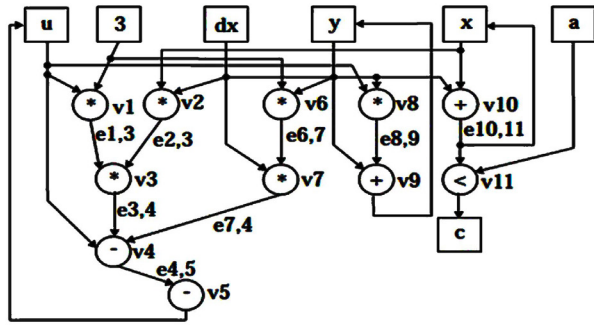 u 3 dx y x a
* v1 * v2 * v6 * v8 + v10
e1,3 e2,3 e6,7 e8,9 e10,11
* v3 * v7 + v9 < v11
e3,4 e7,4 c
- v4
e4,5
- v5